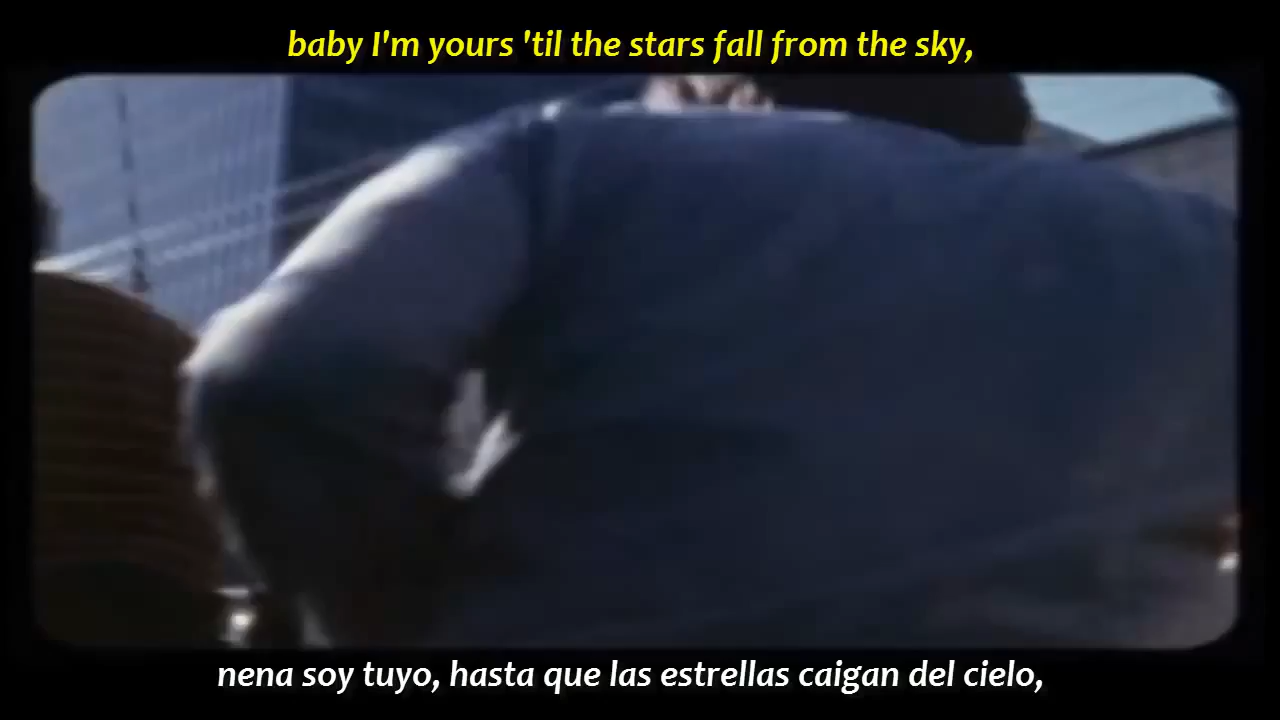 baby I'm yours 'til the stars fall from the sky,
nena soy tuyo, hasta que las estrellas caigan del cielo,